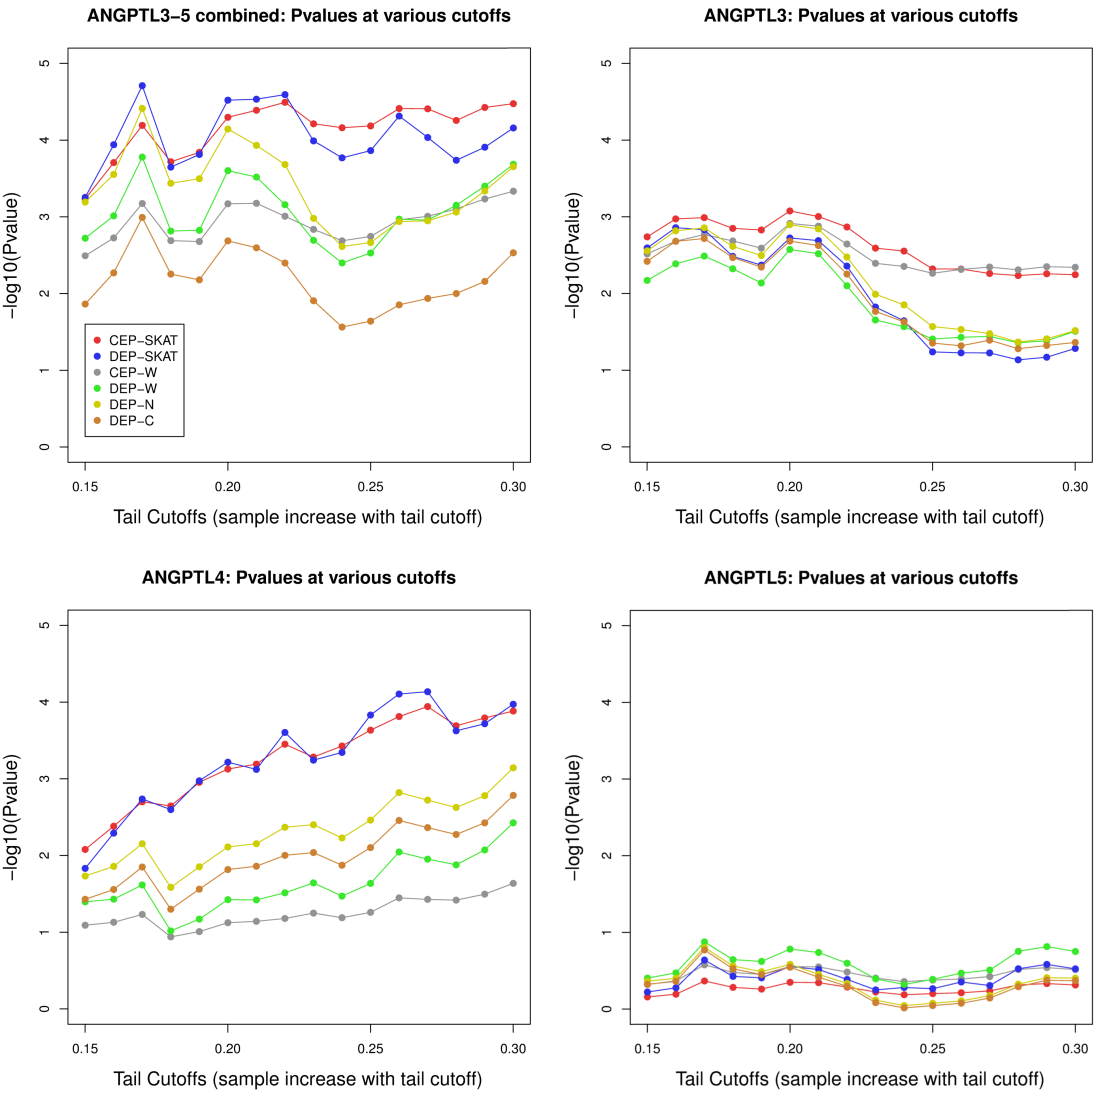 ANGPTL3−5 combined: Pvalues at various cutoffs
−log10(Pvalue)
5
4
3
2
1
0
CEP−SKAT
DEP−SKAT
CEP−W
DEP−W
DEP−N
DEP−C
0.15 0.20 0.25 0.30
Tail Cutoffs (sample increase with tail cutoff)
ANGPTL3: Pvalues at various cutoffs
−log10(Pvalue)
5
4
3
2
1
0
0.15 0.20 0.25 0.30
Tail Cutoffs (sample increase with tail cutoff)
ANGPTL4: Pvalues at various cutoffs
−log10(Pvalue)
5
4
3
2
1
0
0.15 0.20 0.25 0.30
Tail Cutoffs (sample increase with tail cutoff)
ANGPTL5: Pvalues at various cutoffs
−log10(Pvalue)
5
4
3
2
1
0
0.15 0.20 0.25 0.30
Tail Cutoffs (sample increase with tail cutoff)